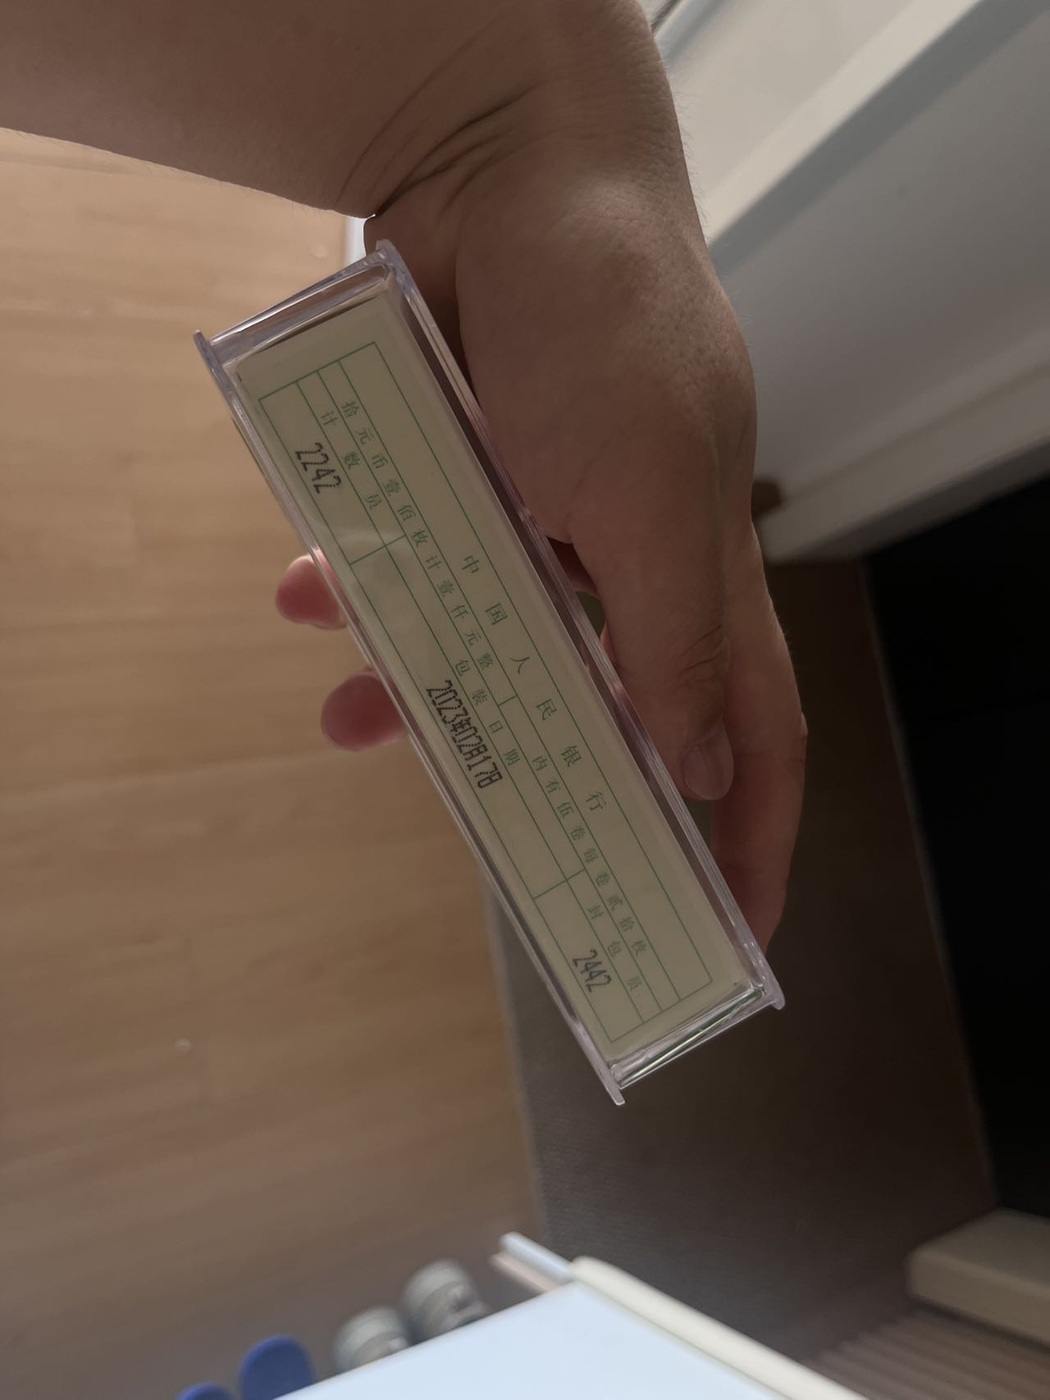 中国人民银行
拾元币壹佰枚计壹仟元整 内有伍卷每卷贰拾枚
计数员 包装日期 封包员
2242 2023年02月17日 2442